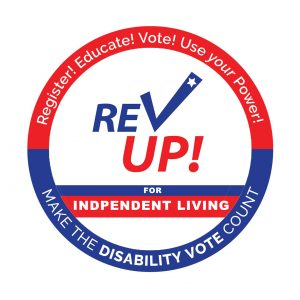 Register! Educate! Vote! Use your Power!
REV
UP!
FOR
INDPENDENT LIVING
MAKE THE DISABILITY VOTE COUNT